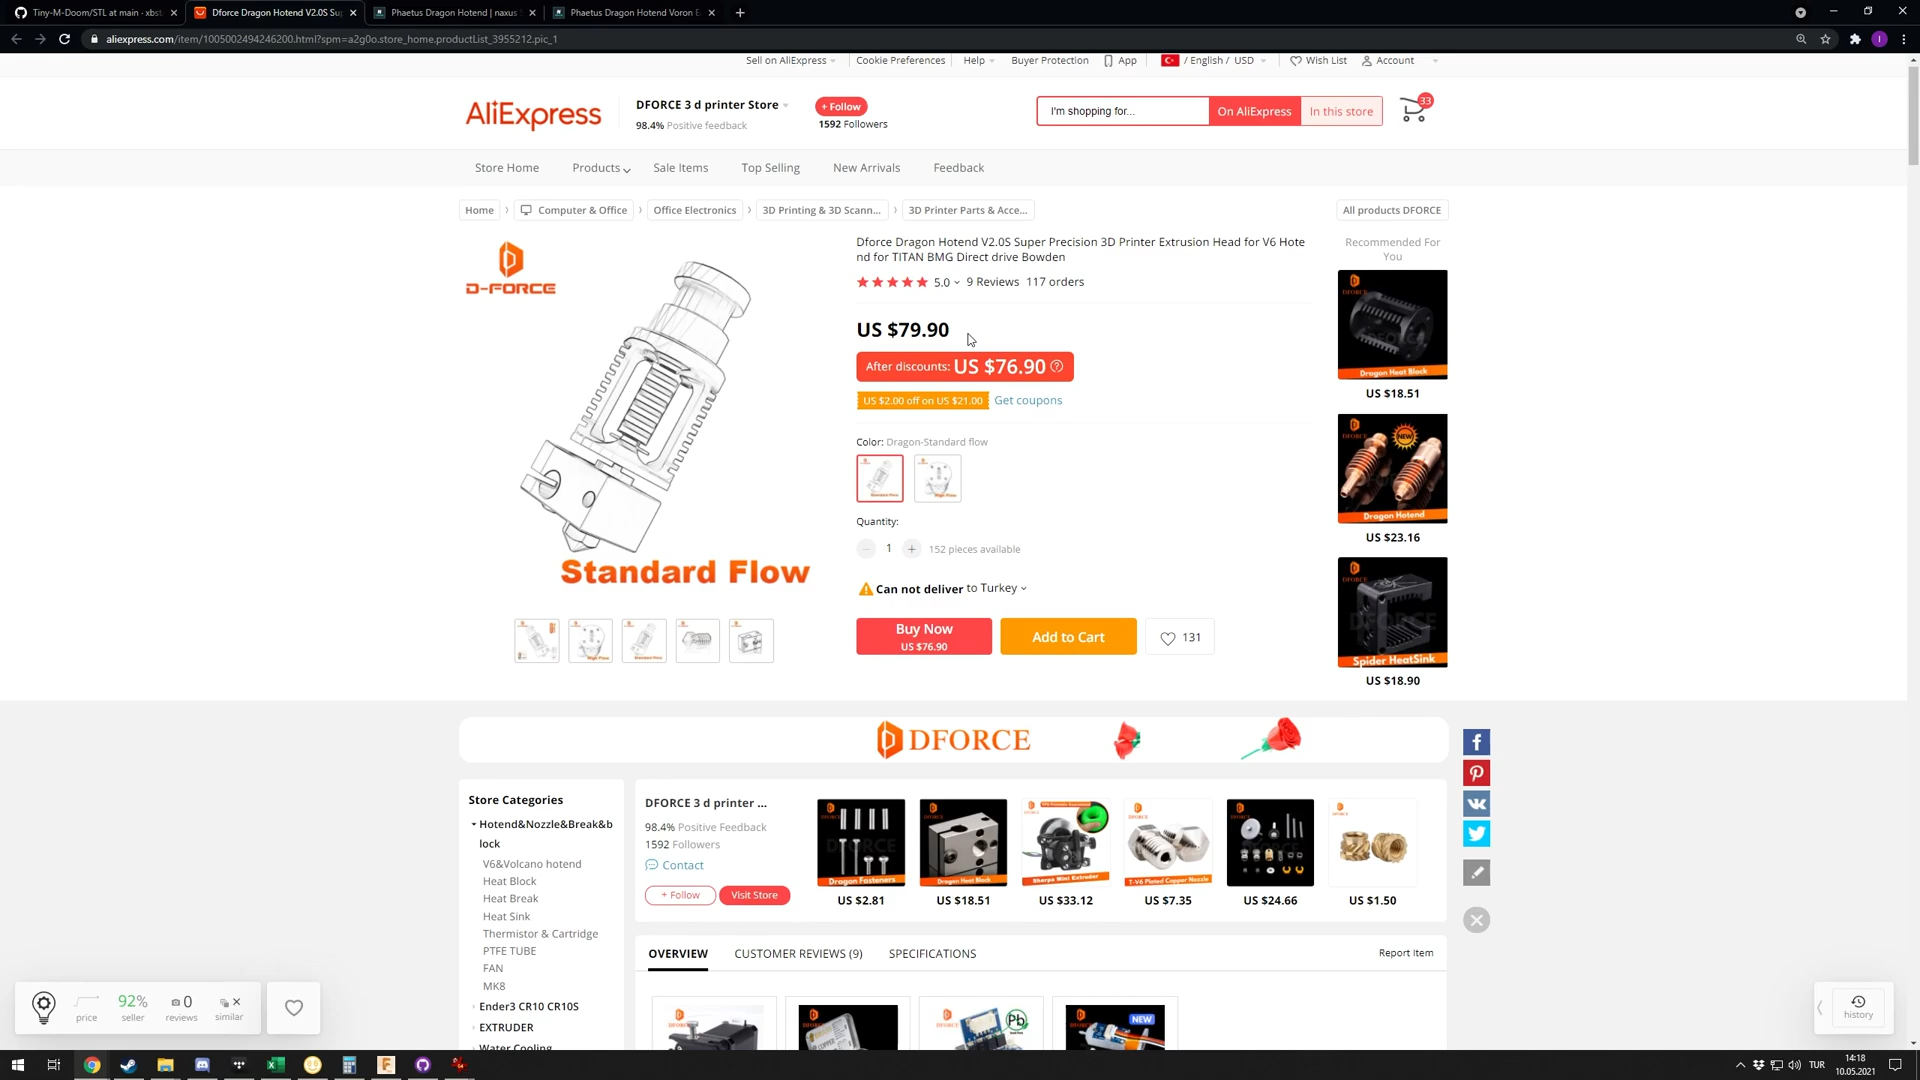 Tiny-M-Doom/STL at main · xbst
Dforce Dragon Hotend V2.0S Sup
Phaetus Dragon Hotend | naxus
Phaetus Dragon Hotend Voron E
aliexpress.com/item/1005002494246200.html?spm=a2g0o.store_home.productList_3955212.pic_1
Sell on AliExpress
Cookie Preferences
Help
Buyer Protection
App
/ English / USD
Wish List
Account
AliExpress
DFORCE 3 d printer Store
98.4% Positive feedback
+ Follow
1592 Followers
I'm shopping for...
On AliExpress
In this store
33
Store Home
Products
Sale Items
Top Selling
New Arrivals
Feedback
Home
Computer & Office
Office Electronics
3D Printing & 3D Scann...
3D Printer Parts & Acce...
All products DFORCE
D-FORCE
Standard Flow
Dforce Dragon Hotend V2.0S Super Precision 3D Printer Extrusion Head for V6 Hote
nd for TITAN BMG Direct drive Bowden
5.0
9 Reviews
117 orders
US $79.90
After discounts: US $76.90
US $2.00 off on US $21.00
Get coupons
Color: Dragon-Standard flow
Quantity:
1
152 pieces available
Can not deliver to Turkey
Buy Now
US $76.90
Add to Cart
131
Recommended For
You
Dragon Heat Block
US $18.51
NEW
Dragon Hotend
US $23.16
Spider HeatSink
US $18.90
DFORCE
Store Categories
Hotend&Nozzle&Break&b
lock
V6&Volcano hotend
Heat Block
Heat Break
Heat Sink
Thermistor & Cartridge
PTFE TUBE
FAN
MK8
Ender3 CR10 CR10S
EXTRUDER
Water Cooling
DFORCE 3 d printer ...
98.4% Positive Feedback
1592 Followers
Contact
+ Follow
Visit Store
Dragon Fasteners
US $2.81
Dragon Heat Block
US $18.51
Sherpa Mini Extruder
US $33.12
T-V6 Plated Copper Nozzle
US $7.35
US $24.66
US $1.50
OVERVIEW
CUSTOMER REVIEWS (9)
SPECIFICATIONS
Report Item
Pb
NEW
price
92%
seller
0
reviews
similar
history
TUR
14:18
10.05.2021